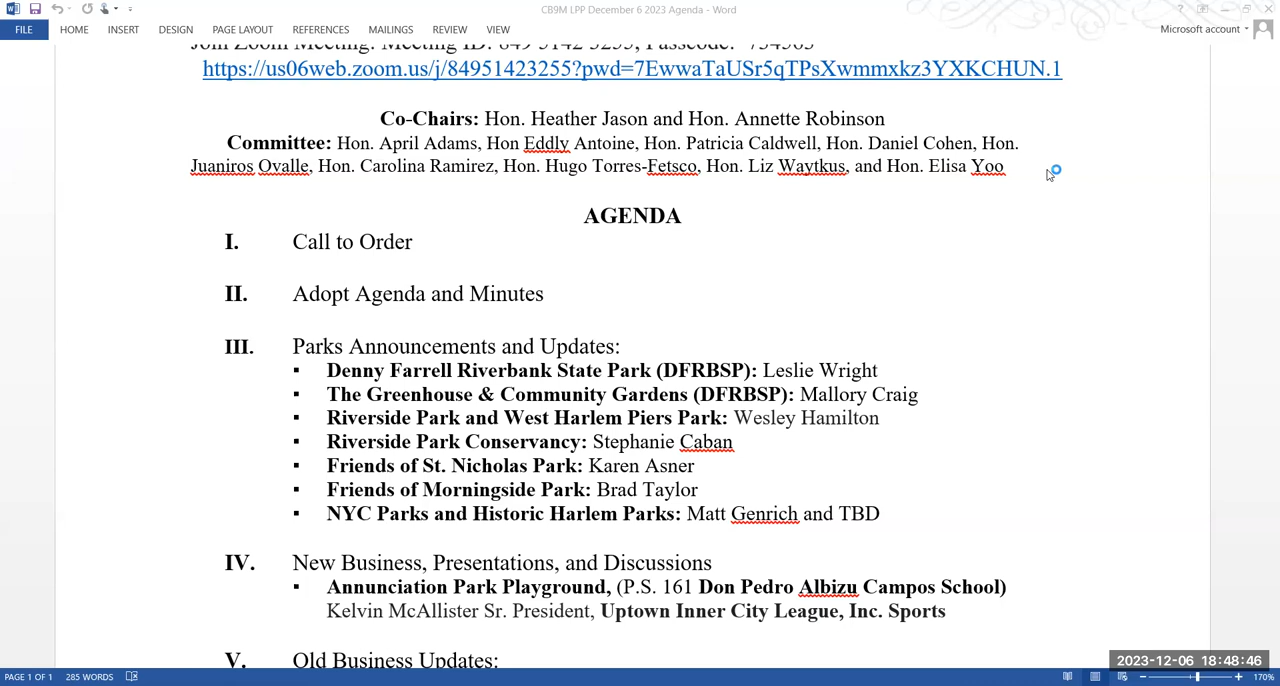 CB9M LPP December 6 2023 Agenda - Word
FILE HOME INSERT DESIGN PAGE LAYOUT REFERENCES MAILINGS REVIEW VIEW Microsoft account
Join Zoom Meeting: Meeting ID: 849 5142 3255, Passcode:
https://us06web.zoom.us/j/84951423255?pwd=7EwwaTaUSr5qTPsXwmmxkz3YXKCHUN.1
Co-Chairs: Hon. Heather Jason and Hon. Annette Robinson
Committee: Hon. April Adams, Hon Eddly Antoine, Hon. Patricia Caldwell, Hon. Daniel Cohen, Hon.
Juaniros Ovalle, Hon. Carolina Ramirez, Hon. Hugo Torres-Fetsco, Hon. Liz Waytkus, and Hon. Elisa Yoo
AGENDA
I. Call to Order
II. Adopt Agenda and Minutes
III. Parks Announcements and Updates:
▪ Denny Farrell Riverbank State Park (DFRBSP): Leslie Wright
▪ The Greenhouse & Community Gardens (DFRBSP): Mallory Craig
▪ Riverside Park and West Harlem Piers Park: Wesley Hamilton
▪ Riverside Park Conservancy: Stephanie Caban
▪ Friends of St. Nicholas Park: Karen Asner
▪ Friends of Morningside Park: Brad Taylor
▪ NYC Parks and Historic Harlem Parks: Matt Genrich and TBD
IV. New Business, Presentations, and Discussions
▪ Annunciation Park Playground, (P.S. 161 Don Pedro Albizu Campos School)
Kelvin McAllister Sr. President, Uptown Inner City League, Inc. Sports
V. Old Business Updates:
2023-12-06 18:48:46
PAGE 1 OF 1 285 WORDS 170%